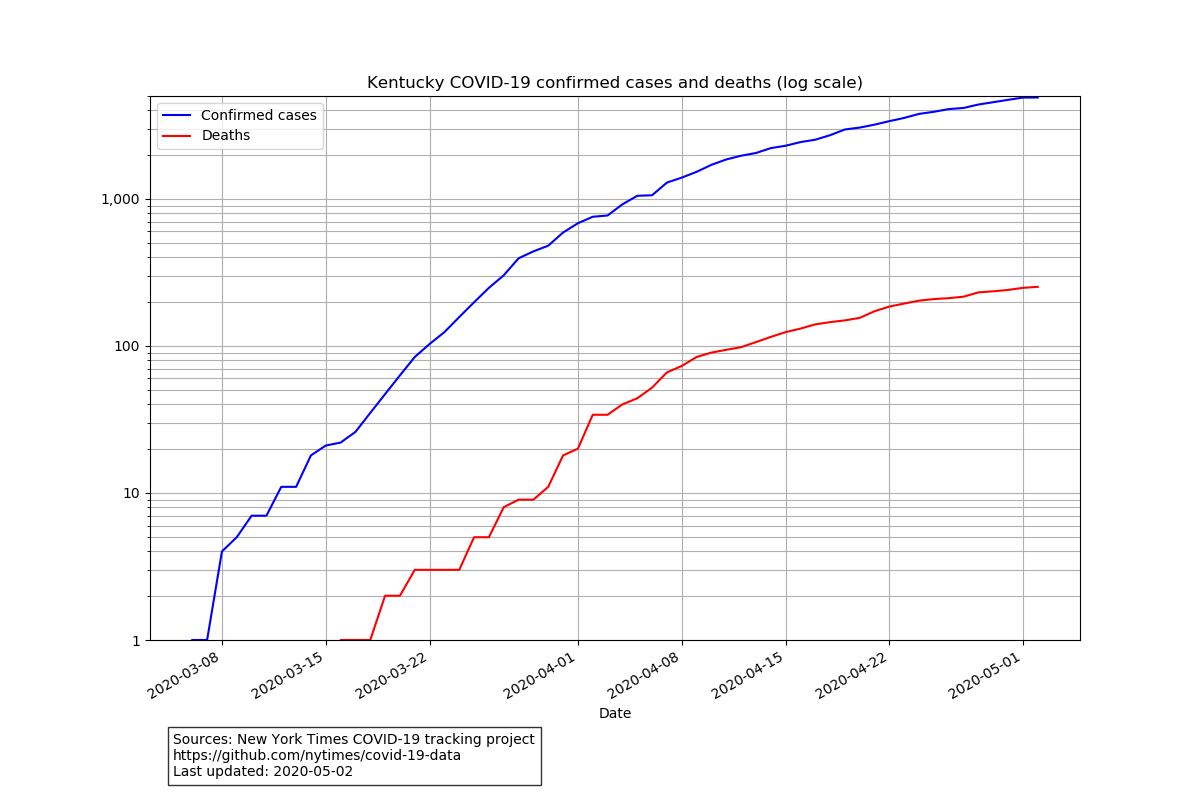 Kentucky COVID-19 confirmed cases and deaths (log scale)
Confirmed cases
Deaths
1,000
100
10
1
2020-03-08
2020-03-15
2020-03-22
2020-04-01
2020-04-08
2020-04-15
2020-04-22
2020-05-01
Date
Sources: New York Times COVID-19 tracking project
https://github.com/nytimes/covid-19-data
Last updated: 2020-05-02